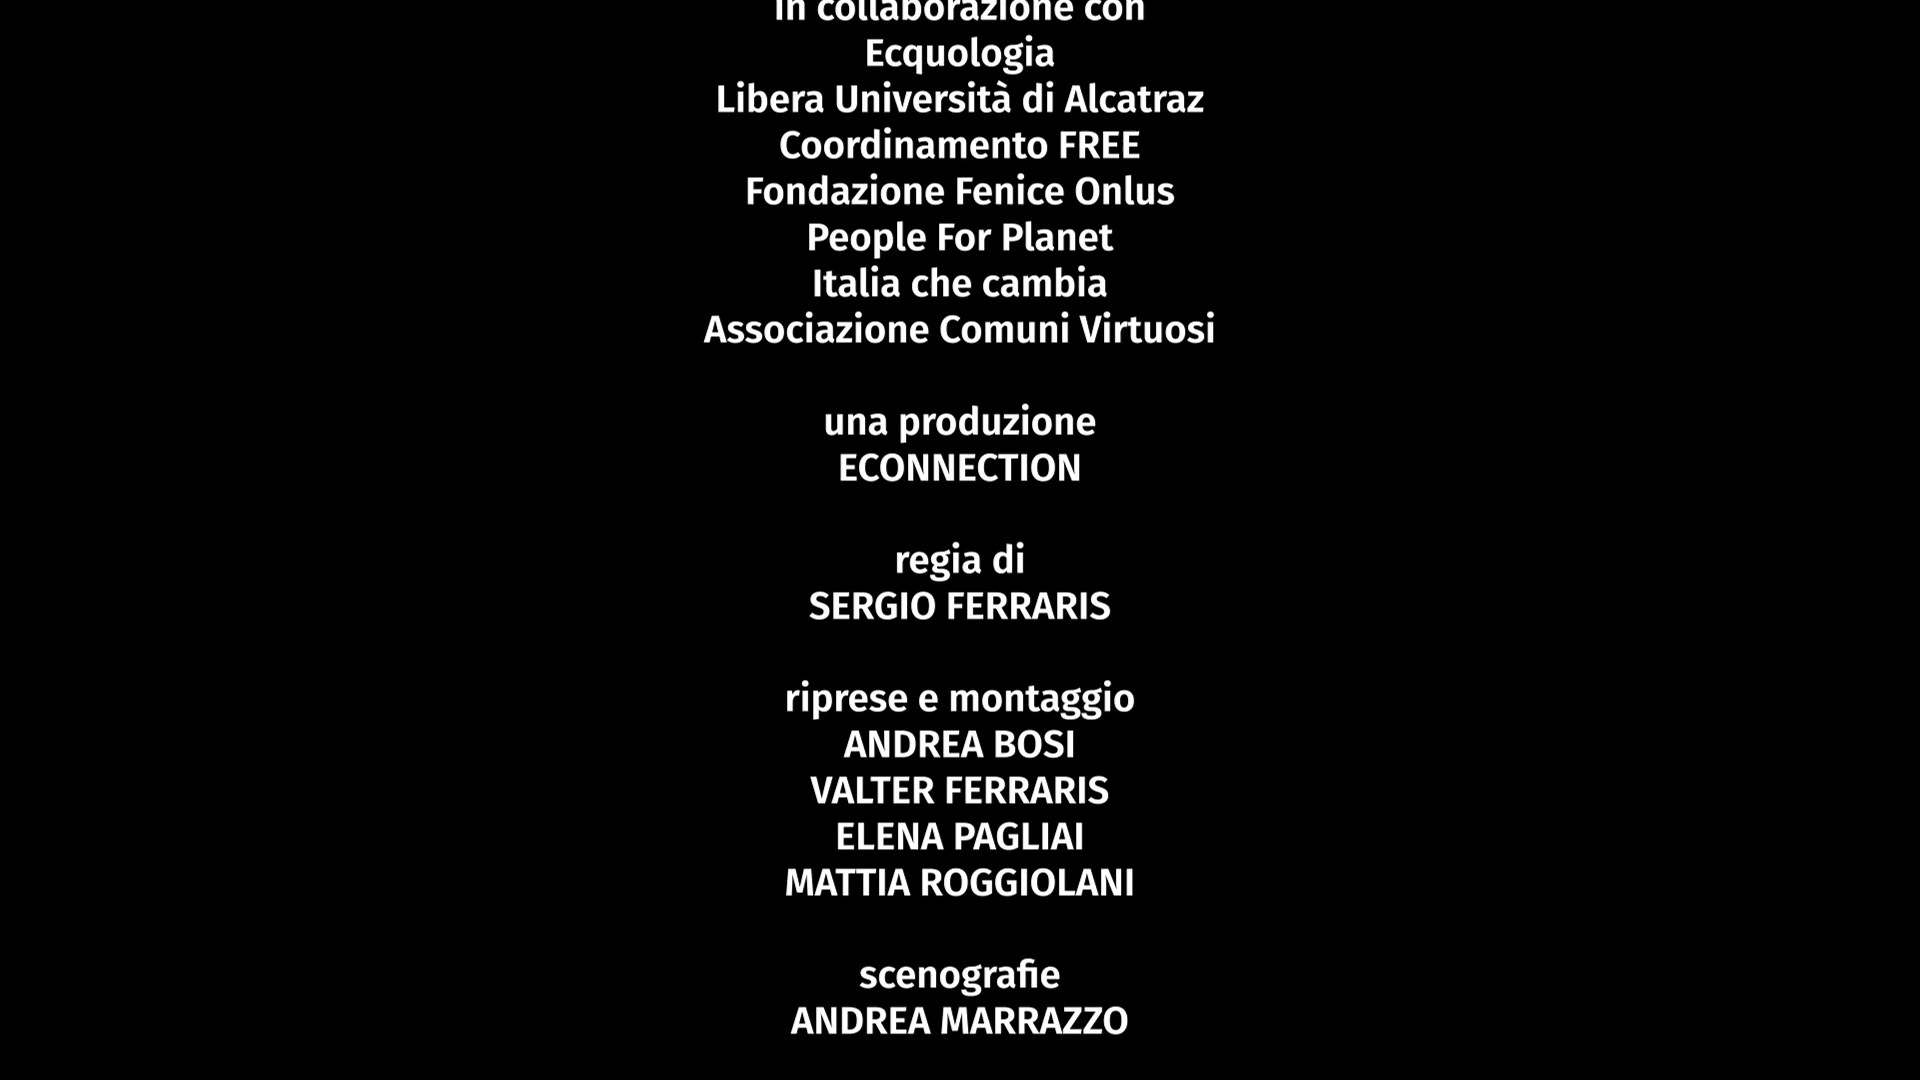 in collaborazione con
Ecquologia
Libera Università di Alcatraz
Coordinamento FREE
Fondazione Fenice Onlus
People For Planet
Italia che cambia
Associazione Comuni Virtuosi
una produzione
ECONNECTION
regia di
SERGIO FERRARIS
riprese e montaggio
ANDREA BOSI
VALTER FERRARIS
ELENA PAGLIAI
MATTIA ROGGIOLANI
scenografie
ANDREA MARRAZZO